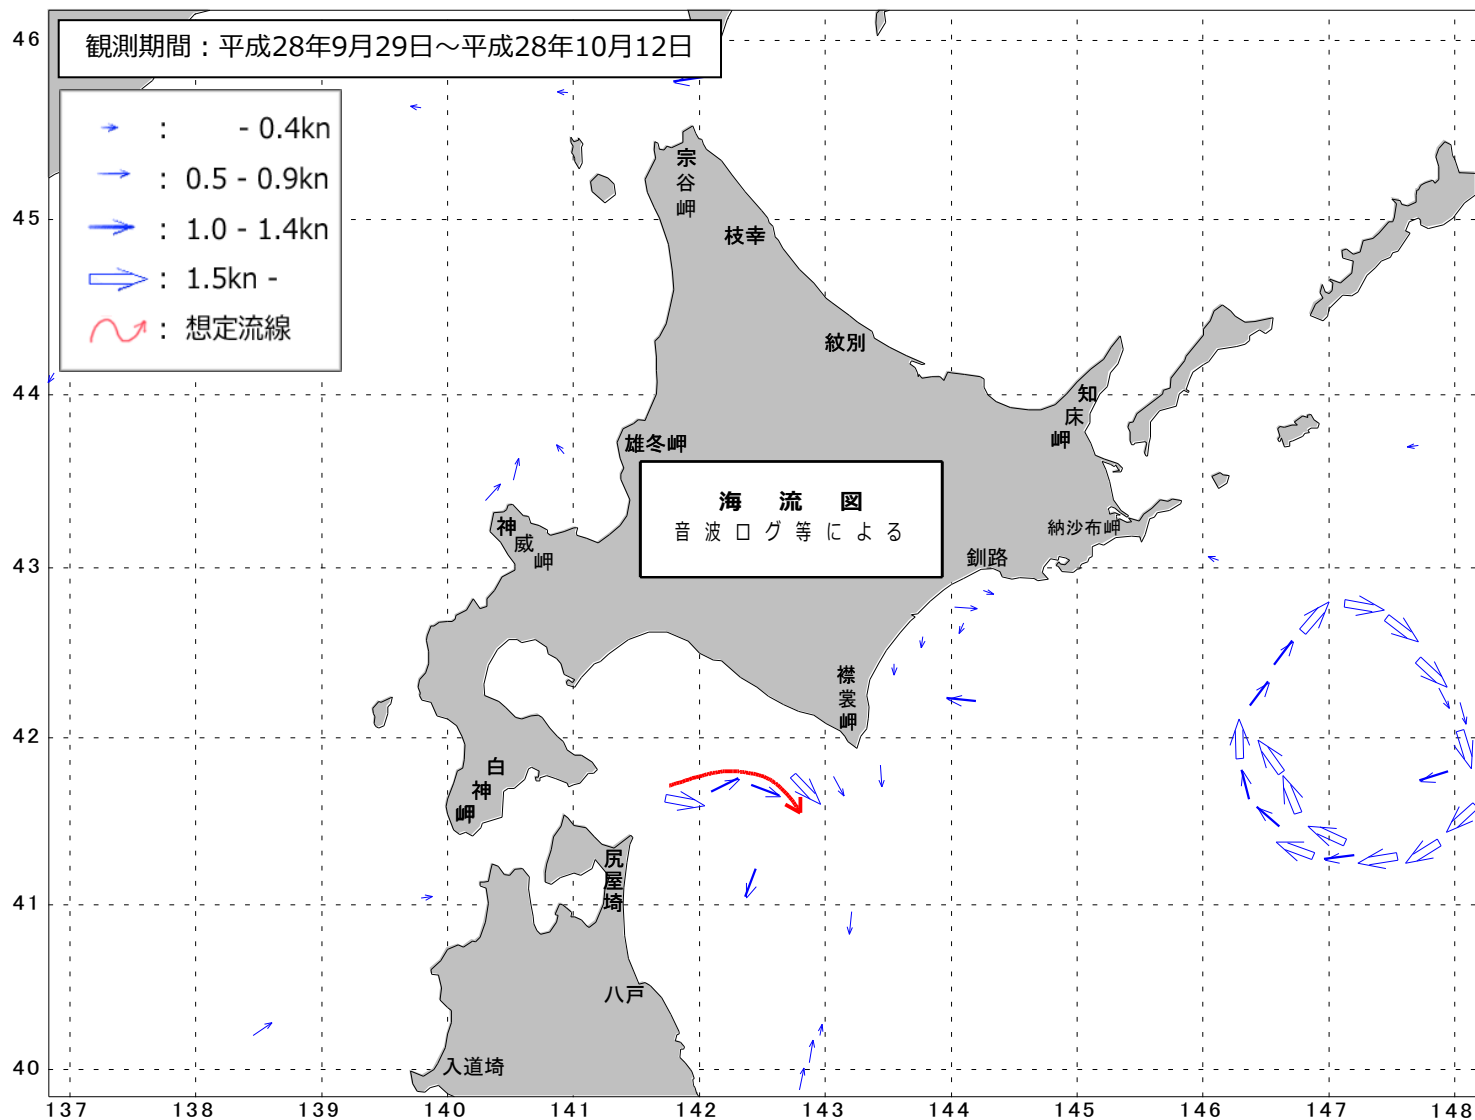 観測期間：平成28年9月29日～平成28年10月12日
： - 0.4kn
： 0.5 - 0.9kn
： 1.0 - 1.4kn
： 1.5kn -
： 想定流線
46
45
44
43
42
41
40
宗谷岬
枝幸
紋別
知床岬
雄冬岬
海 流 図
音 波 ロ グ 等 に よ る
神威岬
納沙布岬
釧路
襟裳岬
白神岬
尻屋埼
八戸
入道埼
137 138 139 140 141 142 143 144 145 146 147 148